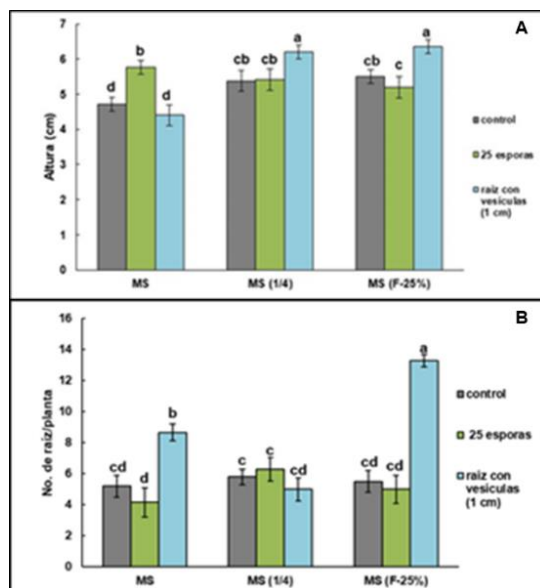 A
Altura (cm)
7
6
5
4
3
2
1
0
d
b
d
cb
cb
a
cb
c
a
MS
MS (1/4)
MS (F-25%)
control
25 esporas
raiz con
vesiculas
(1 cm)
B
No. de raiz/planta
16
14
12
10
8
6
4
2
0
cd
d
b
c
c
cd
cd
cd
a
MS
MS (1/4)
MS (F-25%)
control
25 esporas
raiz con
vesiculas
(1 cm)